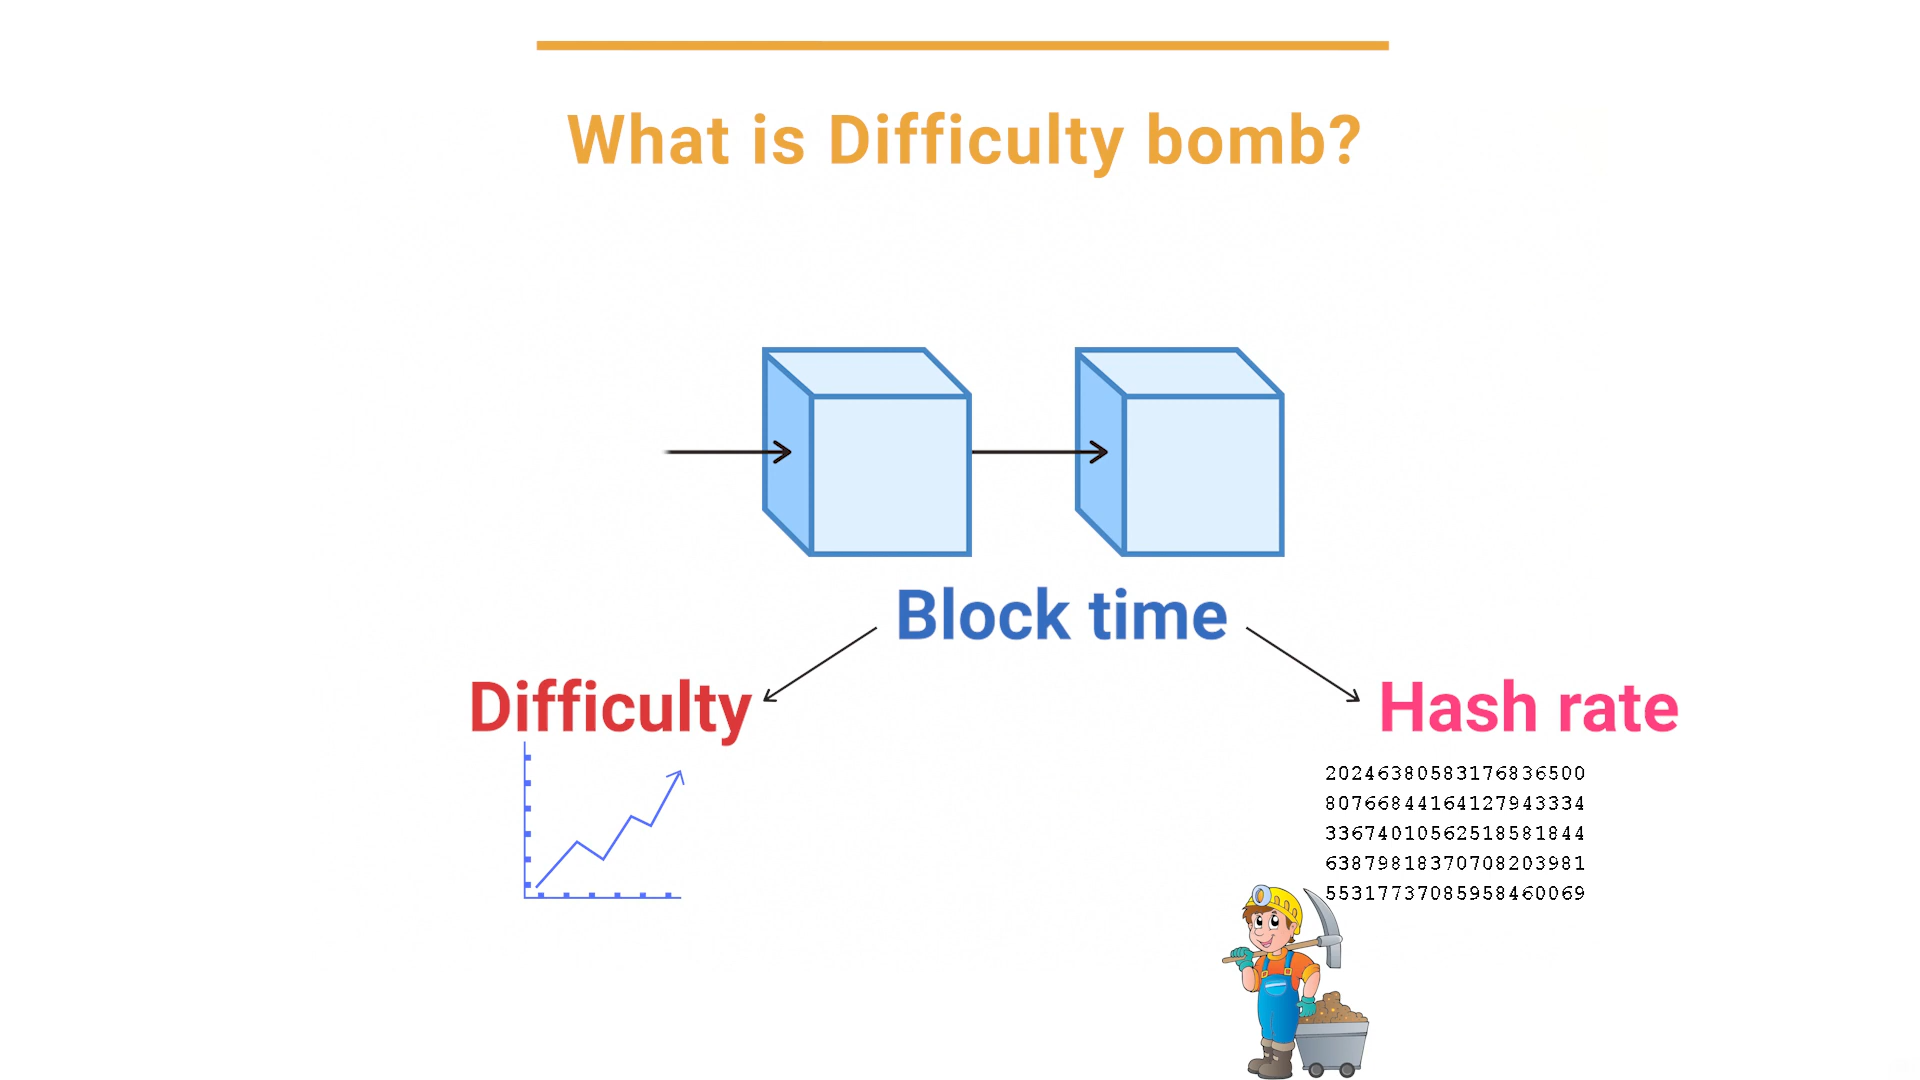 What is Difficulty bomb?
Block time
Difficulty
Hash rate
20246380583176836500
80766844164127943334
33674010562518581844
63879818370708203981
55317737085958460069